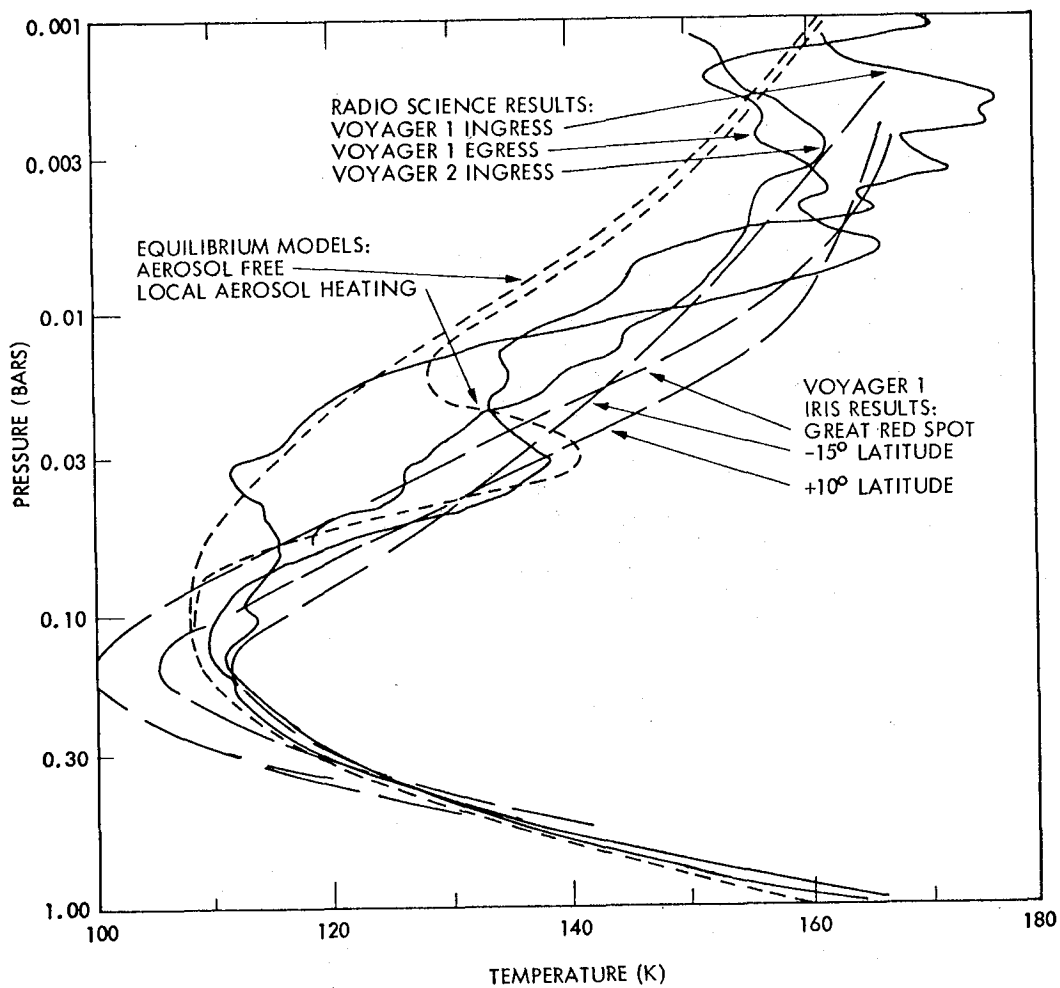 0.001
0.003
0.01
0.03
0.10
0.30
1.00
PRESSURE (BARS)
RADIO SCIENCE RESULTS:
VOYAGER 1 INGRESS
VOYAGER 1 EGRESS
VOYAGER 2 INGRESS
EQUILIBRIUM MODELS:
AEROSOL FREE
LOCAL AEROSOL HEATING
VOYAGER 1
IRIS RESULTS:
GREAT RED SPOT
-15° LATITUDE
+10° LATITUDE
100 120 140 160 180
TEMPERATURE (K)